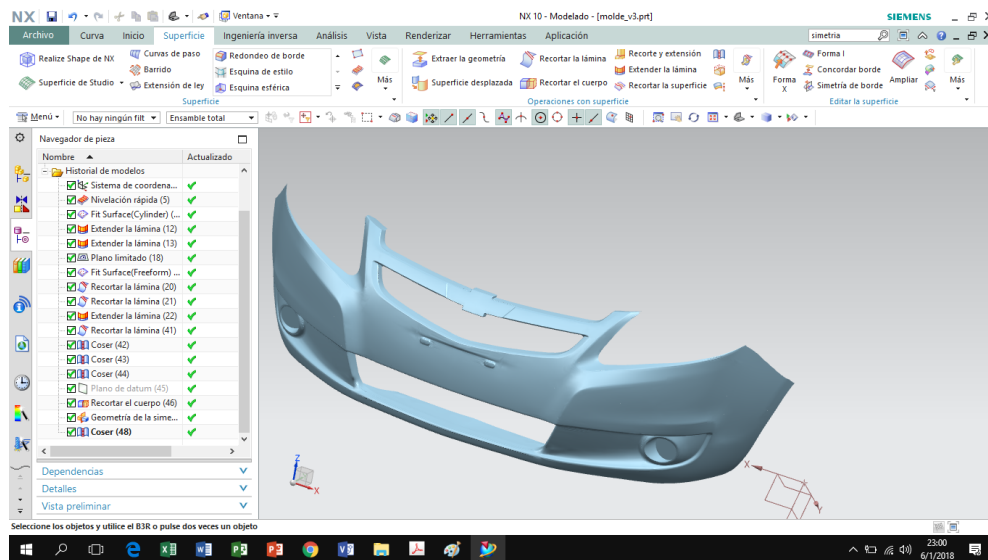 NX Ventana NX 10 - Modelado - [molde_v3.prt] SIEMENS
Archivo Curva Inicio Superficie Ingeniería inversa Análisis Vista Renderizar Herramientas Aplicación simetria
Realize Shape de NX Curvas de paso Redondeo de borde Extraer la geometría Recortar la lámina Recorte y extensión Forma I
Barrido Esquina de estilo Más Extender la lámina Más Forma X Concordar borde Ampliar Más
Superficie de Studio Extensión de ley Esquina esférica Superficie desplazada Recortar el cuerpo Recortar la superficie Simetría de borde
Superficie Operaciones con superficie Editar la superficie
Menú No hay ningún filt Ensamble total
Navegador de pieza
Nombre Actualizado
Historial de modelos
Sistema de coordena...
Nivelación rápida (5)
Fit Surface(Cylinder) (...
Extender la lámina (12)
Extender la lámina (13)
Plano limitado (18)
Fit Surface(Freeform) ...
Recortar la lámina (20)
Recortar la lámina (21)
Extender la lámina (22)
Recortar la lámina (41)
Coser (42)
Coser (43)
Coser (44)
Plano de datum (45)
Recortar el cuerpo (46)
Geometría de la sime...
Coser (48)
Dependencias
Detalles
Vista preliminar
Z
X
X
Y
Seleccione los objetos y utilice el B3R o pulse dos veces un objeto
23:00
6/1/2018